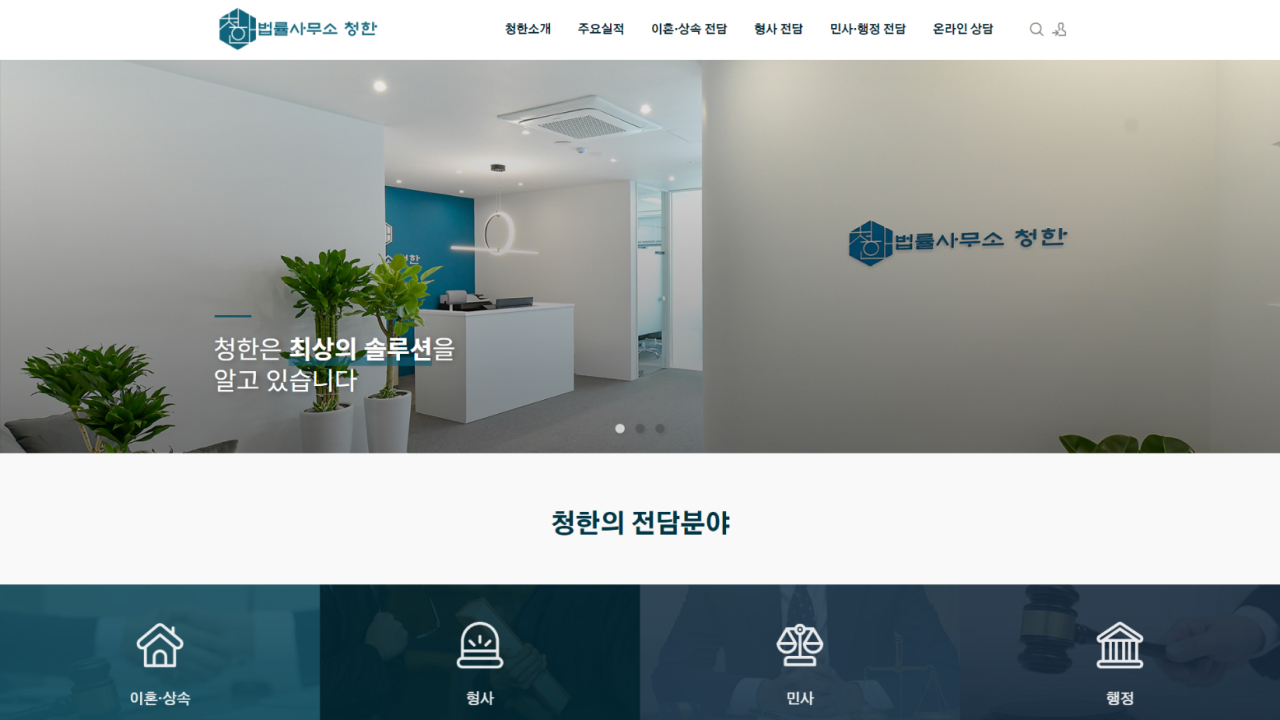 청한 법률사무소 청한
청한소개 주요실적 이혼·상속 전담 형사 전담 민사·행정 전담 온라인 상담
청한
청한 법률사무소 청한
청한은 최상의 솔루션을
알고 있습니다
청한의 전담분야
이혼·상속 형사 민사 행정